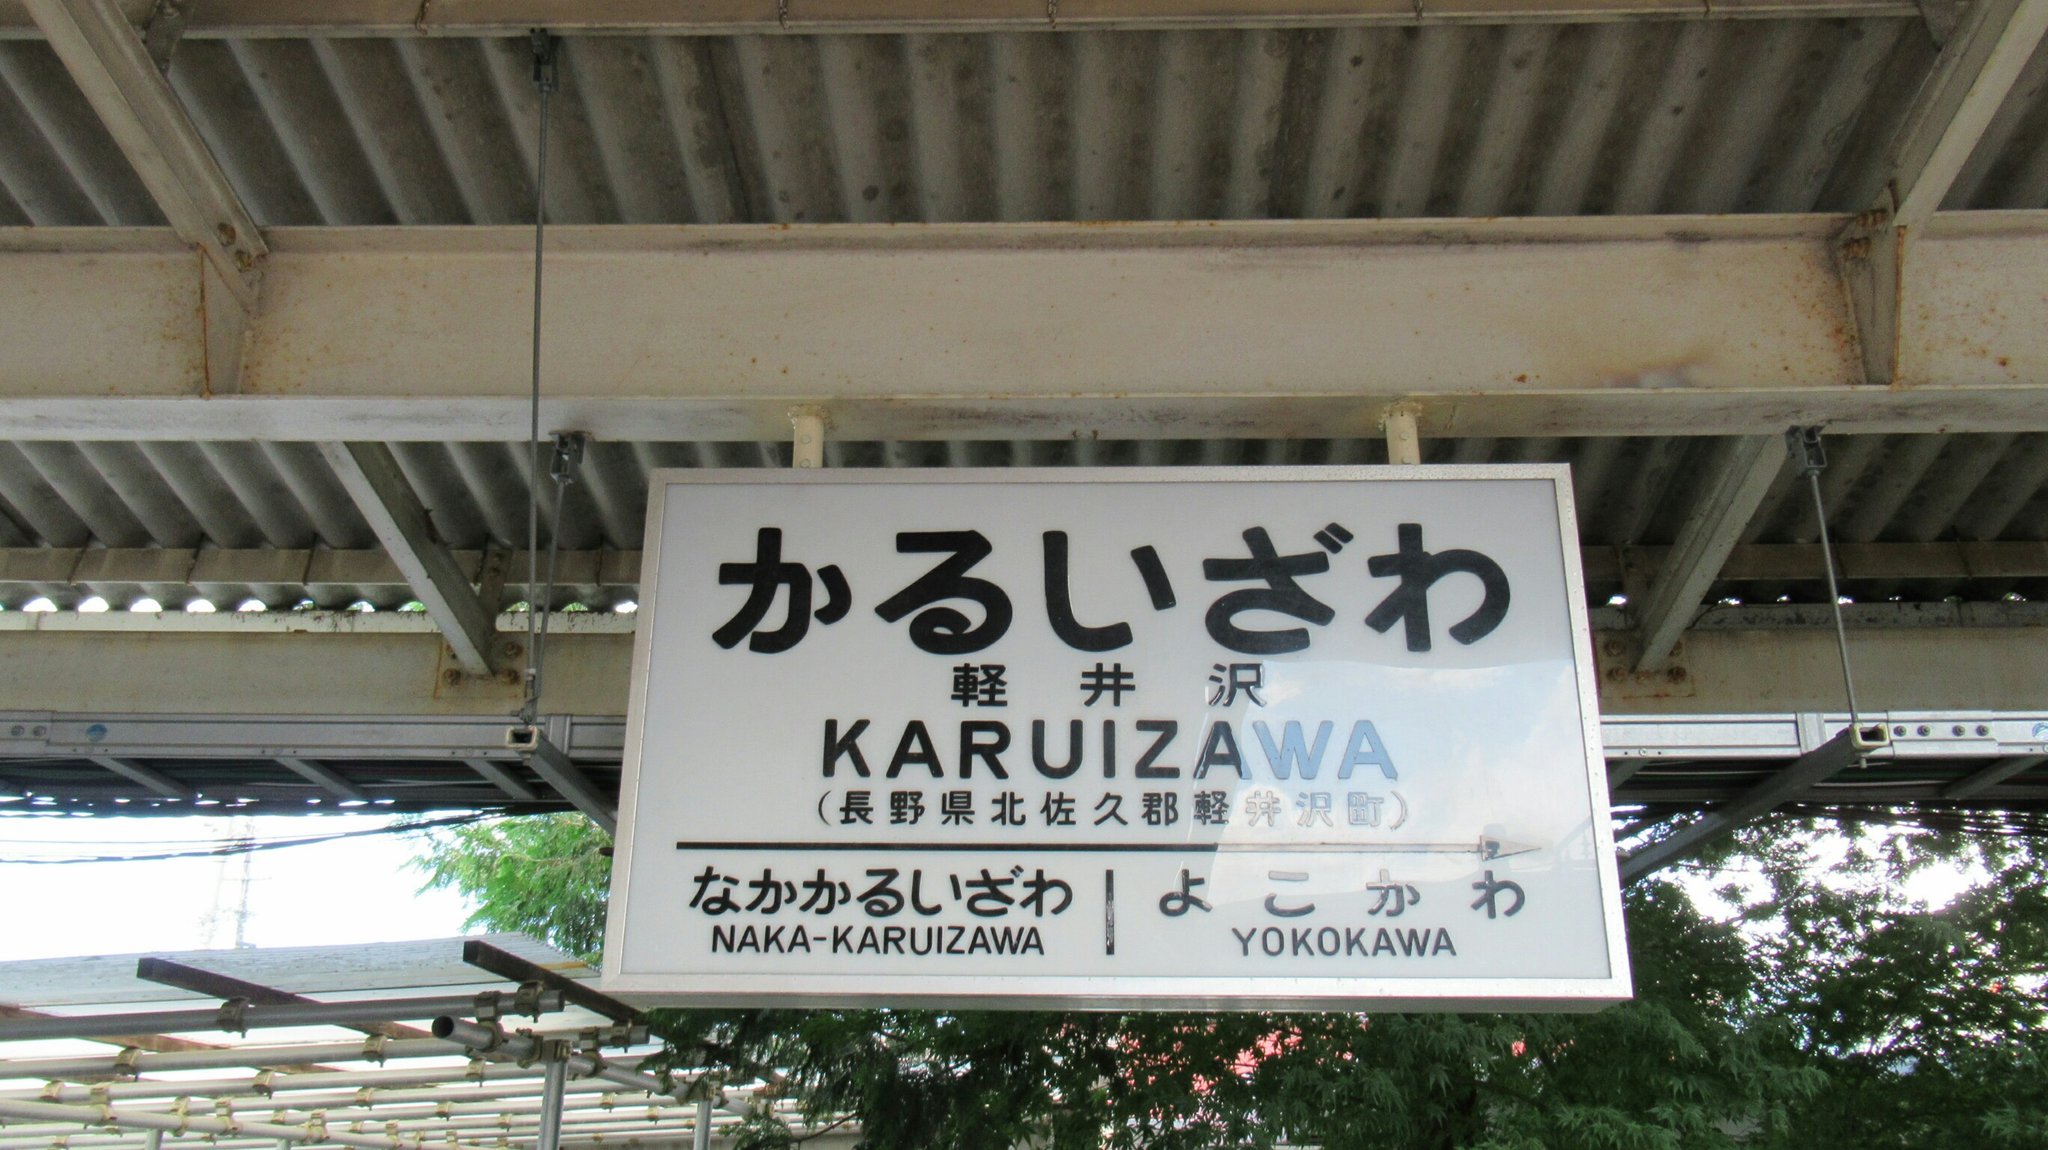 かるいざわ
軽井沢
KARUIZAWA
(長野県北佐久郡軽井沢町)
なかかるいざわ よこかわ
NAKA-KARUIZAWA YOKOKAWA